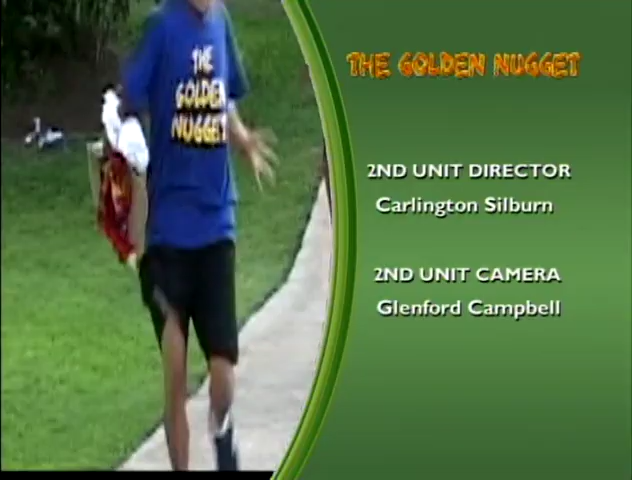 THE
GOLDEN
NUGGET
THE GOLDEN NUGGET
2ND UNIT DIRECTOR
Carlington Silburn
2ND UNIT CAMERA
Glenford Campbell